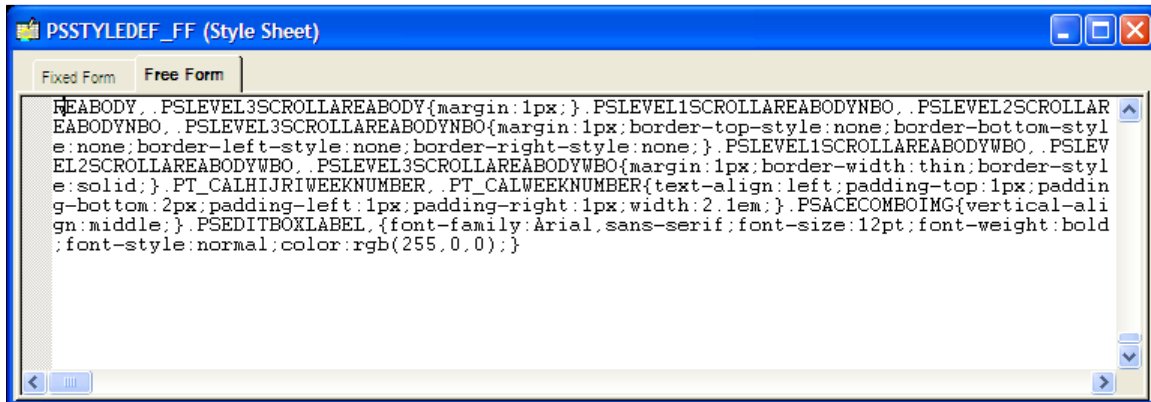 PSSTYLEDEF_FF (Style Sheet)
Fixed Form Free Form
REABODY,.PSLEVEL3SCROLLAREABODY{margin:1px;}.PSLEVEL1SCROLLAREABODYNBO,.PSLEVEL2SCROLLAR
EABODYNBO,.PSLEVEL3SCROLLAREABODYNBO{margin:1px;border-top-style:none;border-bottom-styl
e:none;border-left-style:none;border-right-style:none;}.PSLEVEL1SCROLLAREABODYWBO,.PSLEV
EL2SCROLLAREABODYWBO,.PSLEVEL3SCROLLAREABODYWBO{margin:1px;border-width:thin;border-styl
e:solid;}.PT_CALHIJRIWEEKNUMBER,.PT_CALWEEKNUMBER{text-align:left;padding-top:1px;paddin
g-bottom:2px;padding-left:1px;padding-right:1px;width:2.1em;}.PSACECOMBOIMG{vertical-ali
gn:middle;}.PSEDITBOXLABEL,{font-family:Arial,sans-serif;font-size:12pt;font-weight:bold
;font-style:normal;color:rgb(255,0,0);}